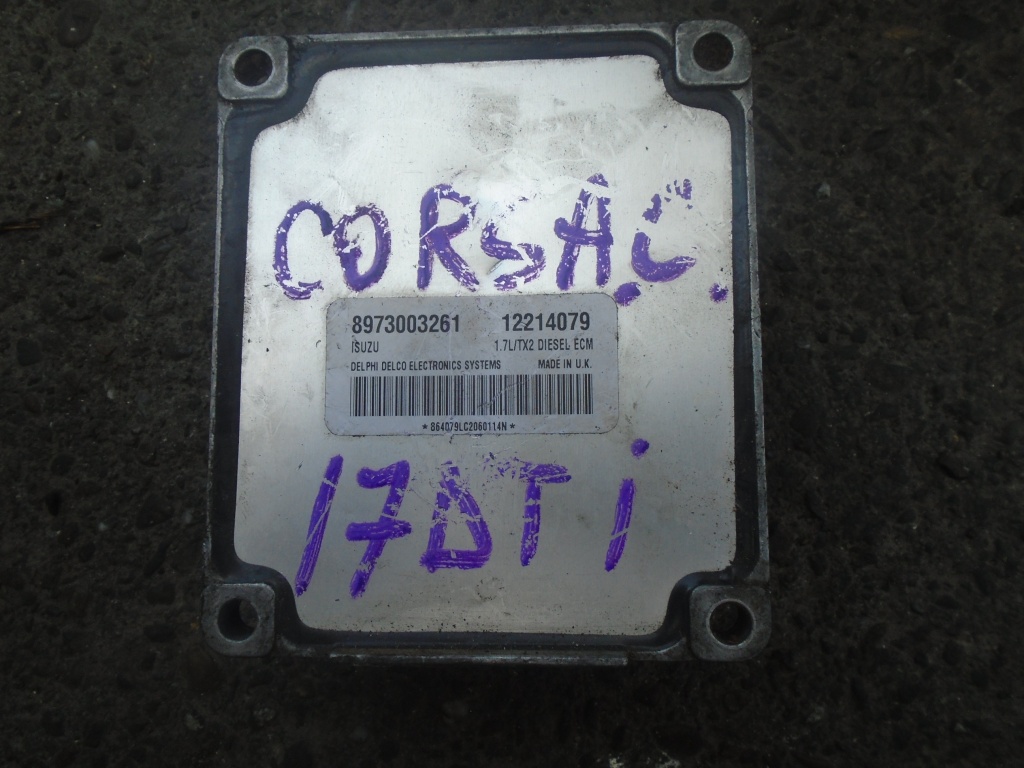 CORSA.C.
8973003261 12214079
ISUZU 1.7L/TX2 DIESEL ECM
DELPHI DELCO ELECTRONICS SYSTEMS MADE IN U.K.
*864079LC2060114N*
17DTi